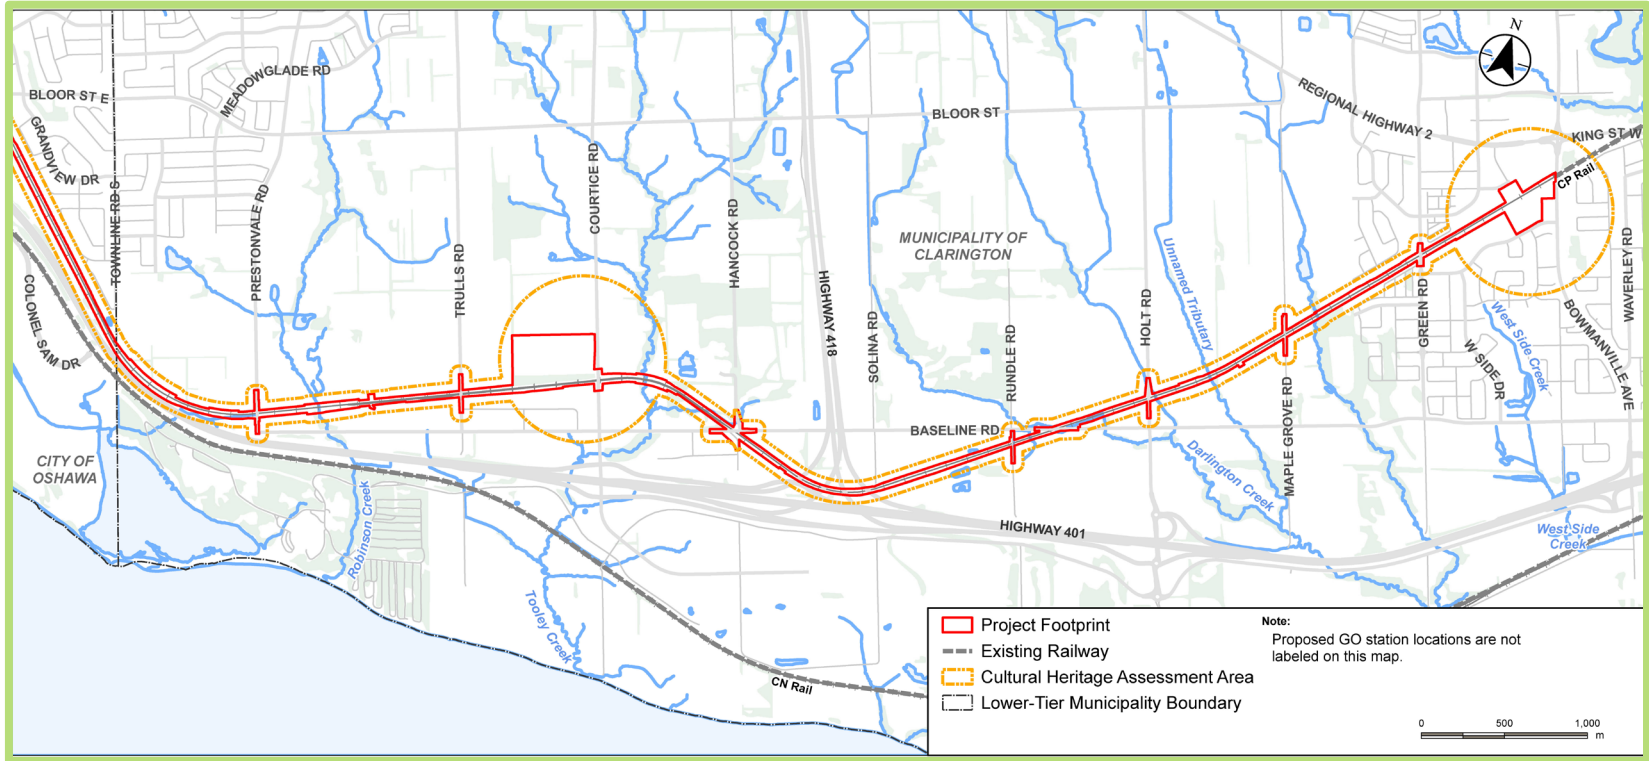 N
BLOOR ST E
MEADOWGLADE RD
GRANDVIEW DR
TOWNLINE RD S
PRESTONVALE RD
TRULLS RD
COURTICE RD
HANCOCK RD
BLOOR ST
REGIONAL HIGHWAY 2
KING ST W
CP Rail
MUNICIPALITY OF
CLARINGTON
HIGHWAY 418
SOLINA RD
RUNDLE RD
HOLT RD
Unnamed Tributary
MAPLE GROVE RD
GREEN RD
W SIDE DR
West Side Creek
BOWMANVILLE AVE
WAVERLEY RD
COLONEL SAM DR
CITY OF
OSHAWA
BASELINE RD
Darlington Creek
Robinson Creek
Tooley Creek
HIGHWAY 401
West Side
Creek
CN Rail
Project Footprint
Existing Railway
Cultural Heritage Assessment Area
Lower-Tier Municipality Boundary
Note:
Proposed GO station locations are not
labeled on this map.
0 500 1,000
m